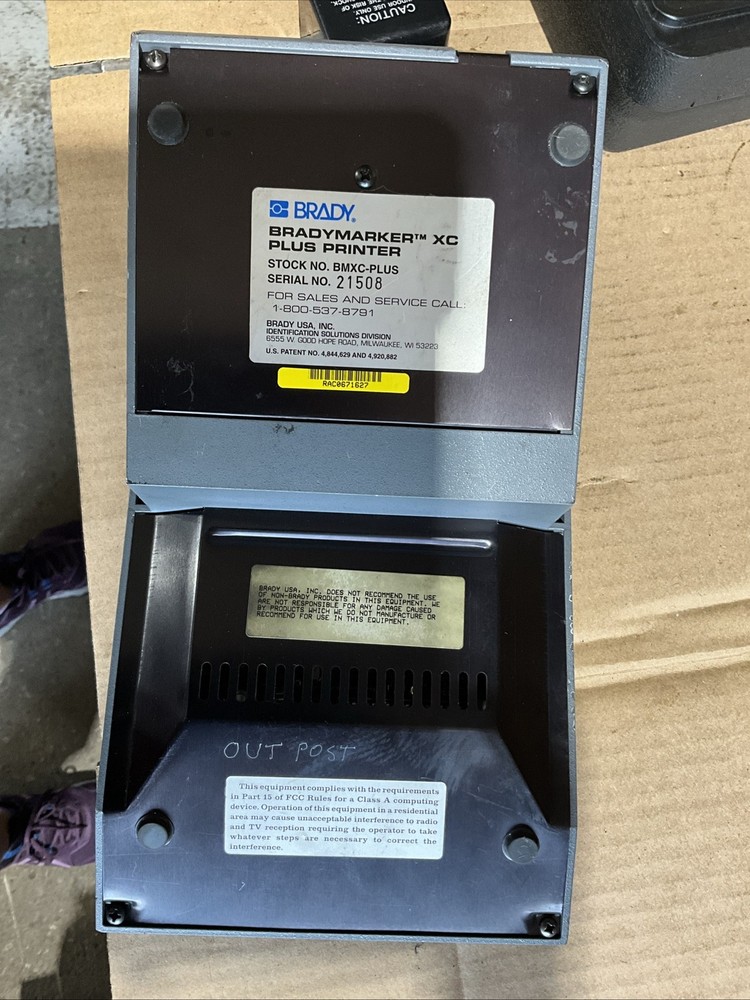 CAUTION:
BRADY®
BRADYMARKER™ XC
PLUS PRINTER
STOCK NO. BMXC-PLUS
SERIAL NO. 21508
FOR SALES AND SERVICE CALL:
1-800-537-8791
BRADY USA, INC.
IDENTIFICATION SOLUTIONS DIVISION
6555 W. GOOD HOPE ROAD, MILWAUKEE, WI 53223
U.S. PATENT NO. 4,844,629 AND 4,920,882
RAC0671627
BRADY USA, INC. DOES NOT RECOMMEND THE USE
OF NON-BRADY PRODUCTS IN THIS EQUIPMENT. WE
ARE NOT RESPONSIBLE FOR ANY DAMAGE CAUSED
BY PRODUCTS WHICH WE DO NOT MANUFACTURE OR
RECOMMEND FOR USE IN THIS EQUIPMENT.
OUT POST
This equipment complies with the requirements
in Part 15 of FCC Rules for a Class A computing
device. Operation of this equipment in a residential
area may cause unacceptable interference to radio
and TV reception requiring the operator to take
whatever steps are necessary to correct the
interference.